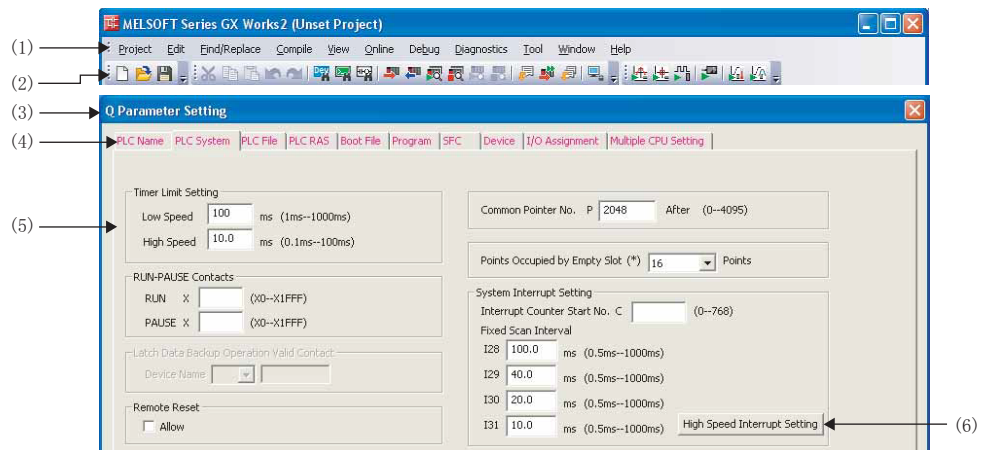 MELSOFT Series GX Works2 (Unset Project)
(1)
Project Edit Find/Replace Compile View Online Debug Diagnostics Tool Window Help
(2)
(3)
Q Parameter Setting
(4)
PLC Name PLC System PLC File PLC RAS Boot File Program SFC Device I/O Assignment Multiple CPU Setting
(5)
Timer Limit Setting
Low Speed 100 ms (1ms--1000ms)
High Speed 10.0 ms (0.1ms--100ms)
RUN-PAUSE Contacts
RUN X (X0--X1FFF)
PAUSE X (X0--X1FFF)
Latch Data Backup Operation Valid Contact
Device Name
Remote Reset
Allow
Common Pointer No. P 2048 After (0--4095)
Points Occupied by Empty Slot (*) 16 Points
System Interrupt Setting
Interrupt Counter Start No. C (0--768)
Fixed Scan Interval
I28 100.0 ms (0.5ms--1000ms)
I29 40.0 ms (0.5ms--1000ms)
I30 20.0 ms (0.5ms--1000ms)
I31 10.0 ms (0.5ms--1000ms)
High Speed Interrupt Setting
(6)